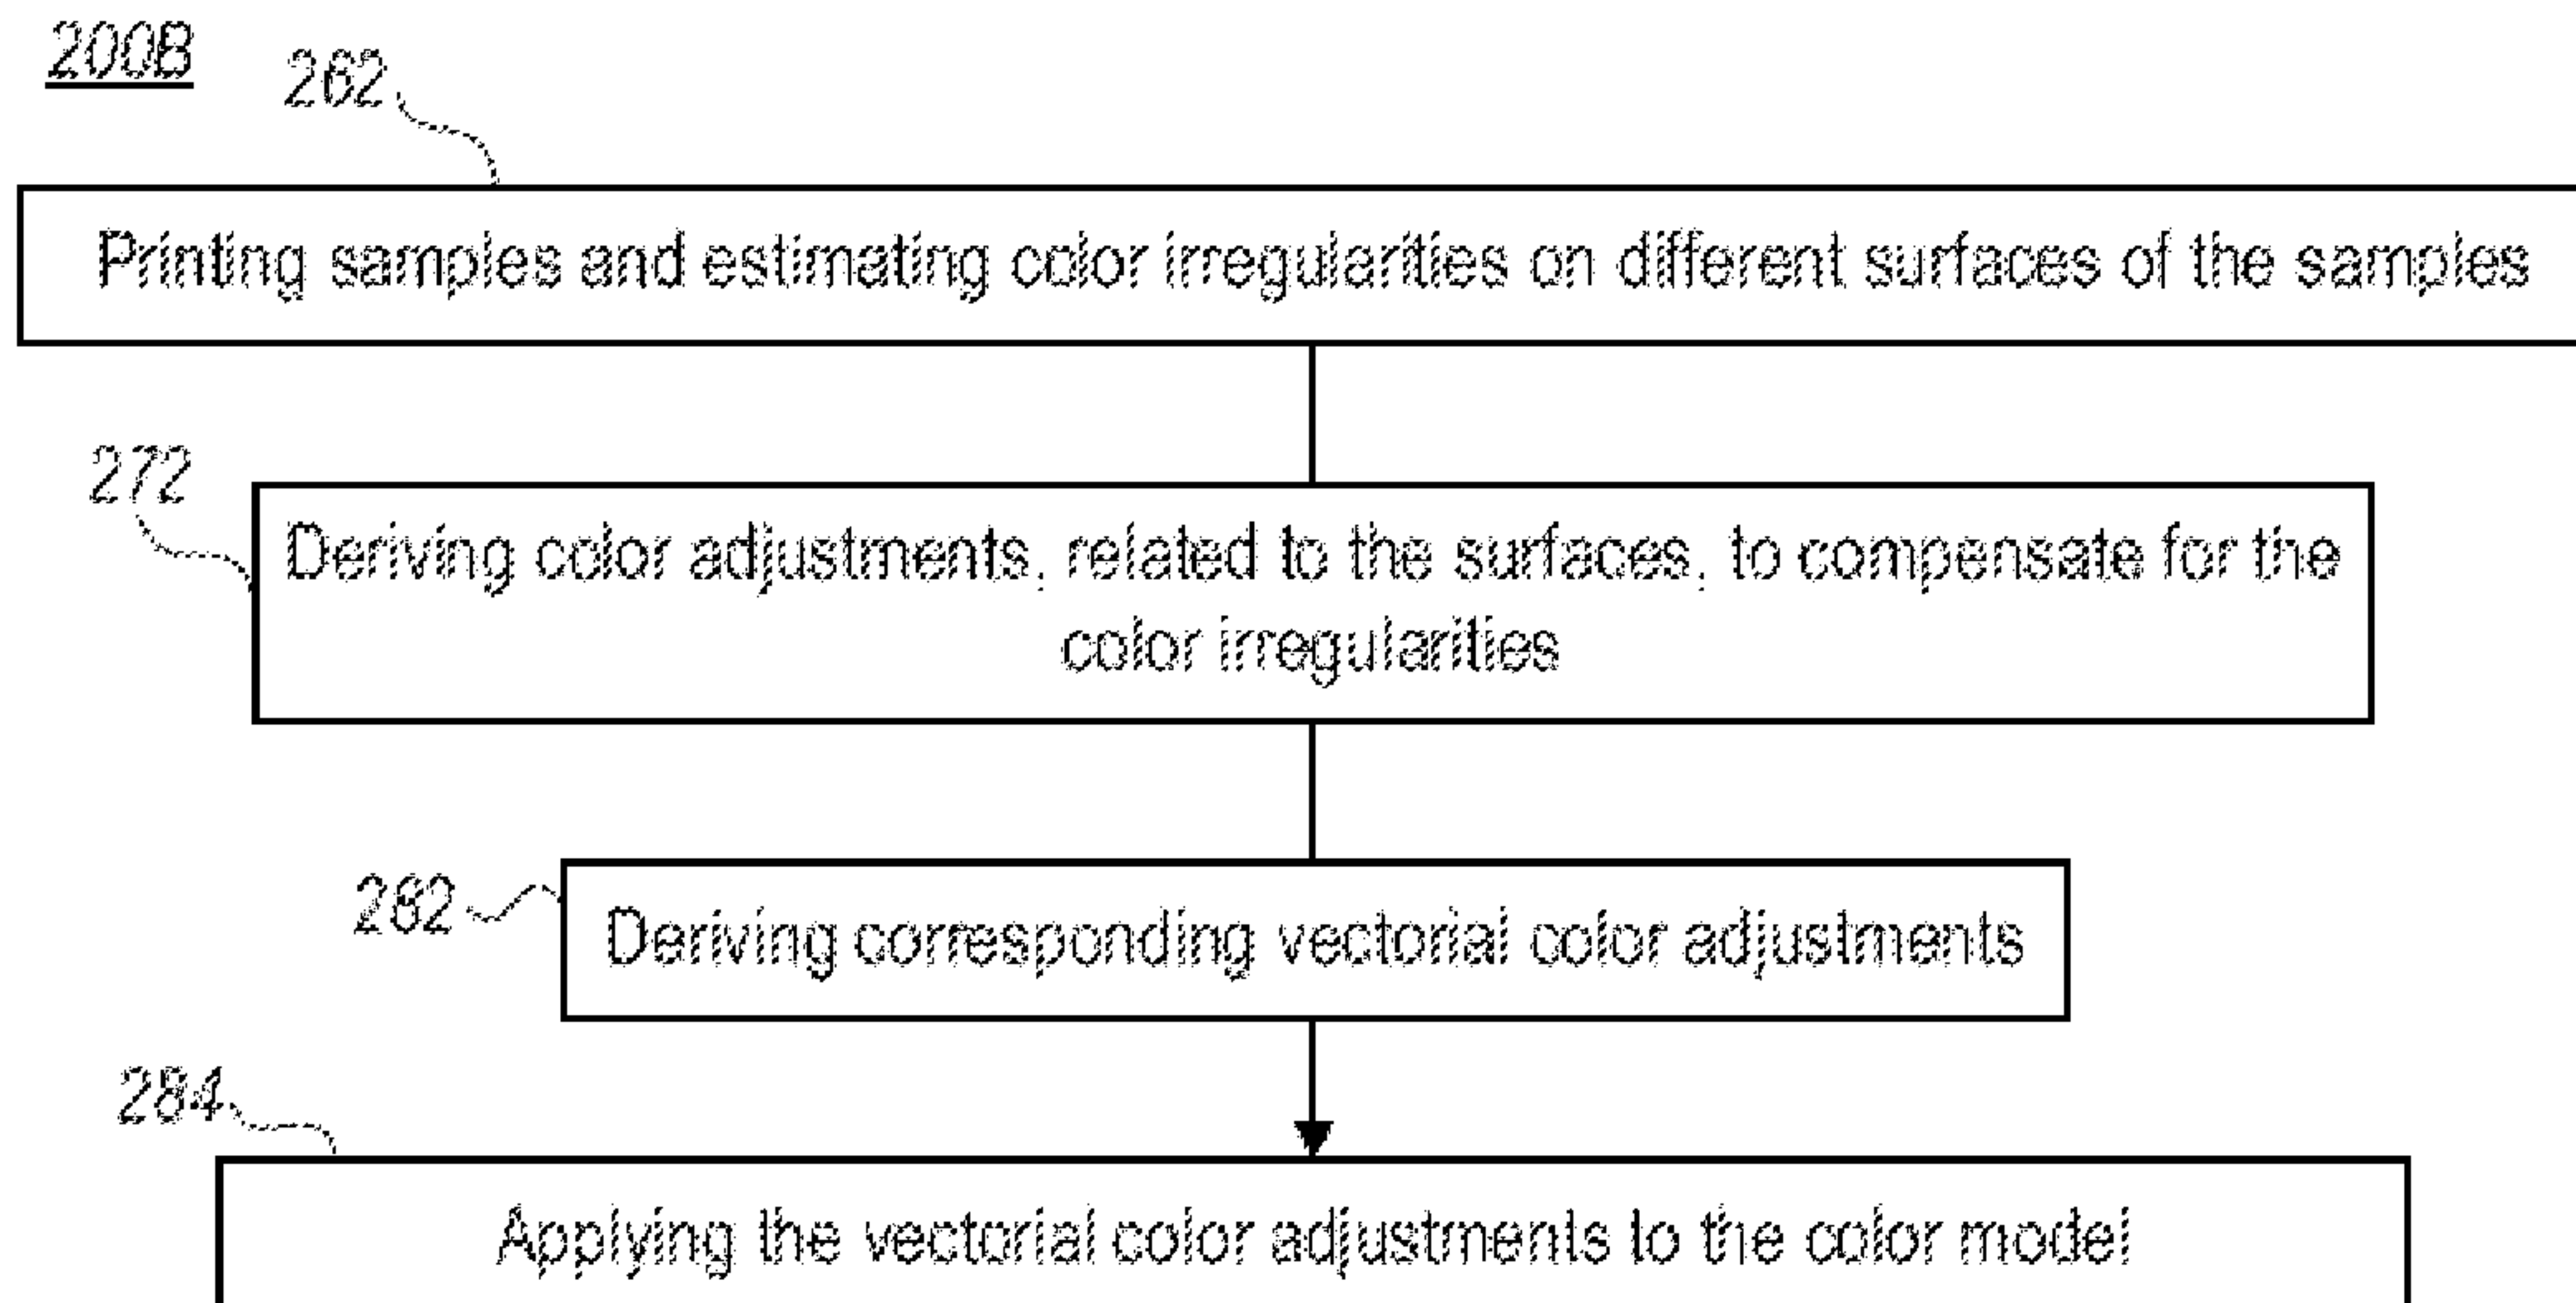 200B
262
Printing samples and estimating color irregularities on different surfaces of the samples
272
Deriving color adjustments, related to the surfaces, to compensate for the
color irregularities
282
Deriving corresponding vectorial color adjustments
284
Applying the vectorial color adjustments to the color model